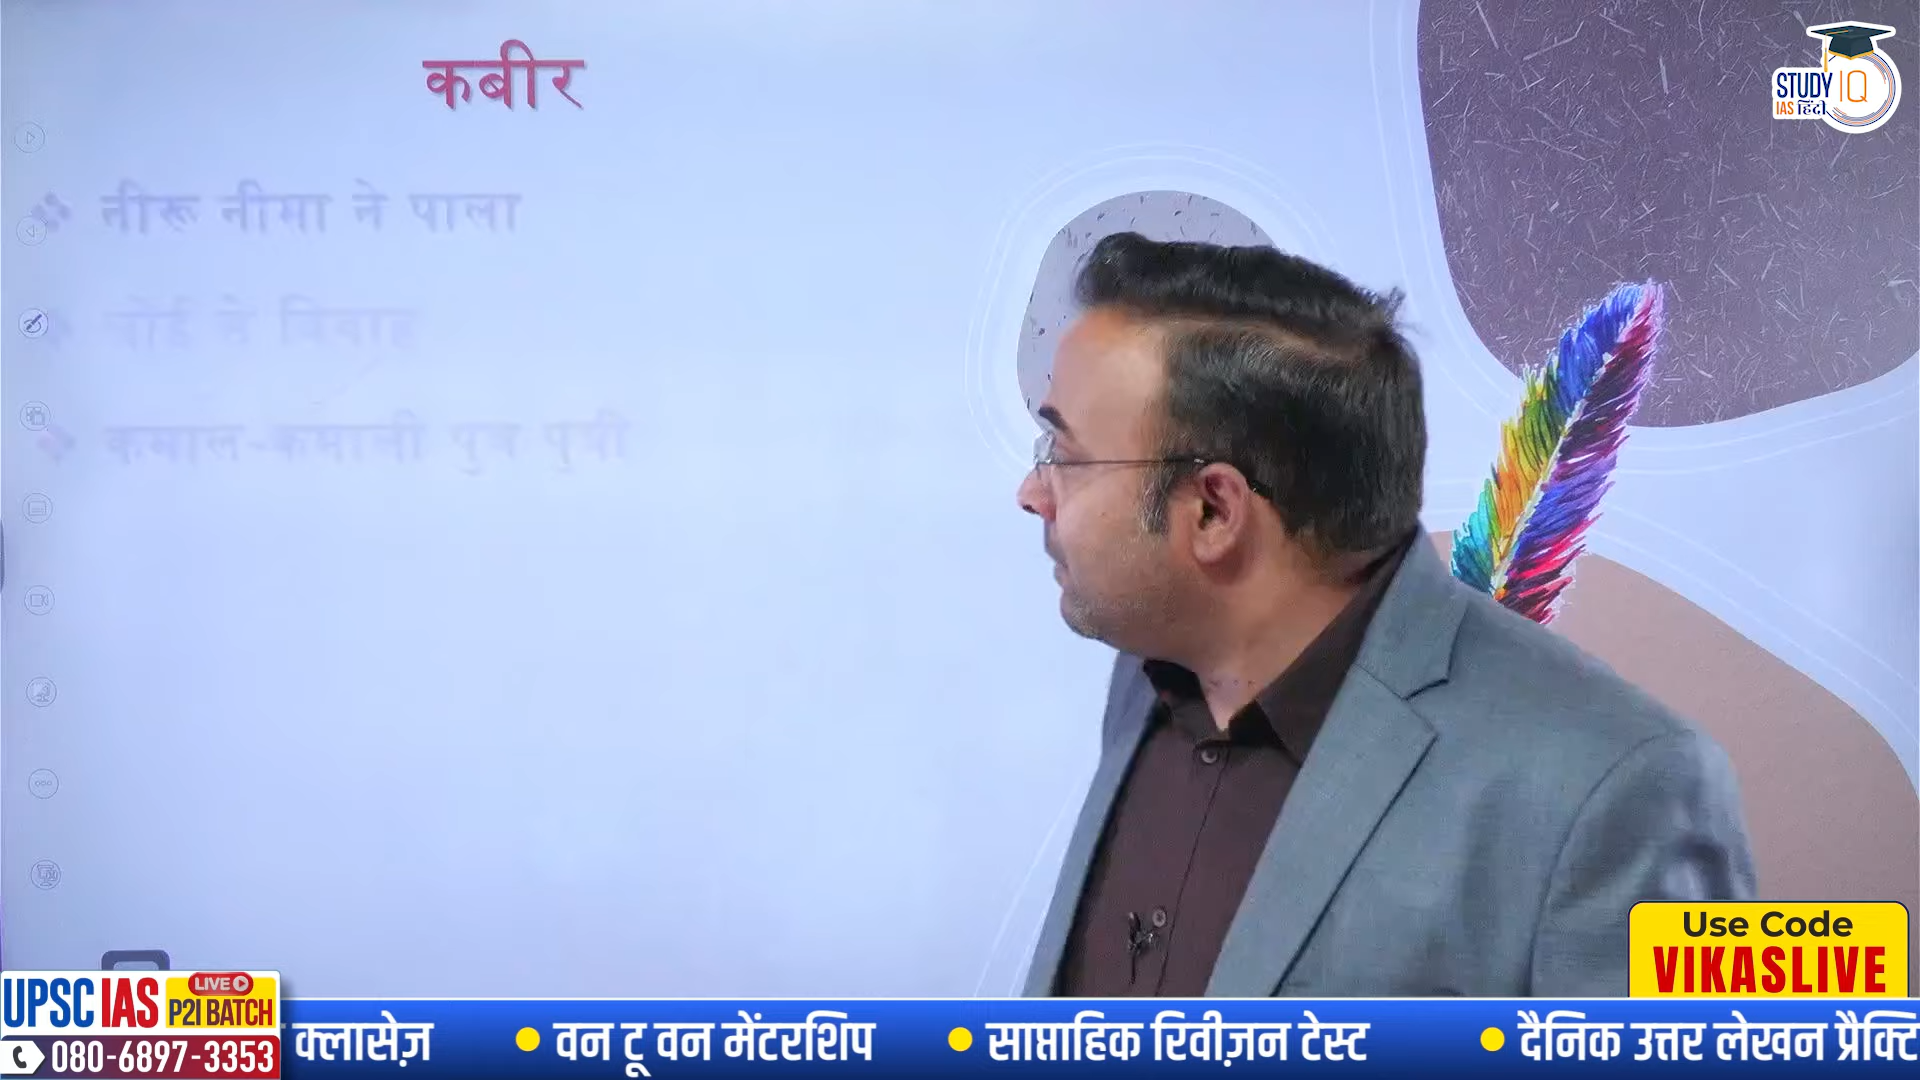 कबीर
STUDY IQ
IAS हिंदी
नीरू नीमा ने पाला
से विवाह
कमाल-कमाली पुत्र पुत्री
Use Code
VIKASLIVE
UPSC IAS
LIVE
P2I BATCH
080-6897-3353
क्लासेज़ • वन टू वन मेंटरशिप • साप्ताहिक रिवीज़न टेस्ट • दैनिक उत्तर लेखन प्रैक्टि